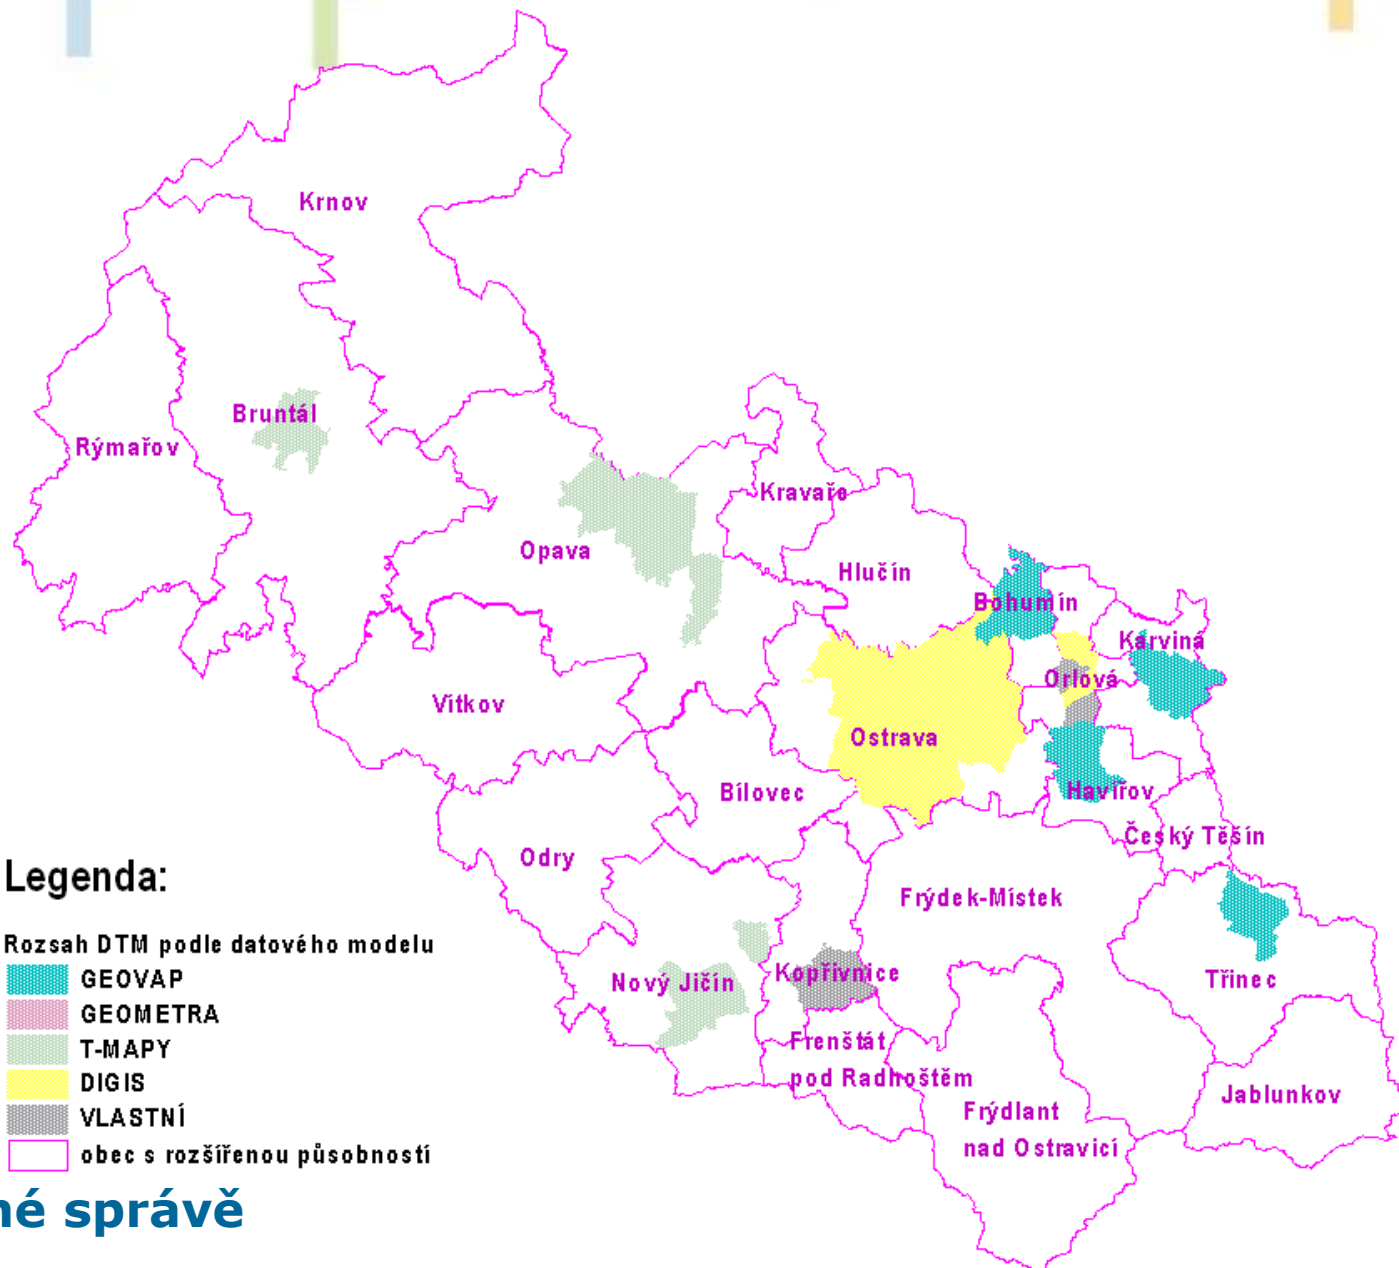 Krnov
Bruntál
Rýmařov
Kravaře
Opava
Hlučín
Bohumín
Karviná
Orlová
Vítkov
Ostrava
Bílovec
Havířov
Český Těšín
Odry
Frýdek-Místek
Nový Jičín
Kopřivnice
Třinec
Frenštát
pod Radhoštěm
Frýdlant
nad Ostravicí
Jablunkov
Legenda:
Rozsah DTM podle datového modelu
GEOVAP
GEOMETRA
T-MAPY
DIGIS
VLASTNÍ
obec s rozšířenou působností
né správě